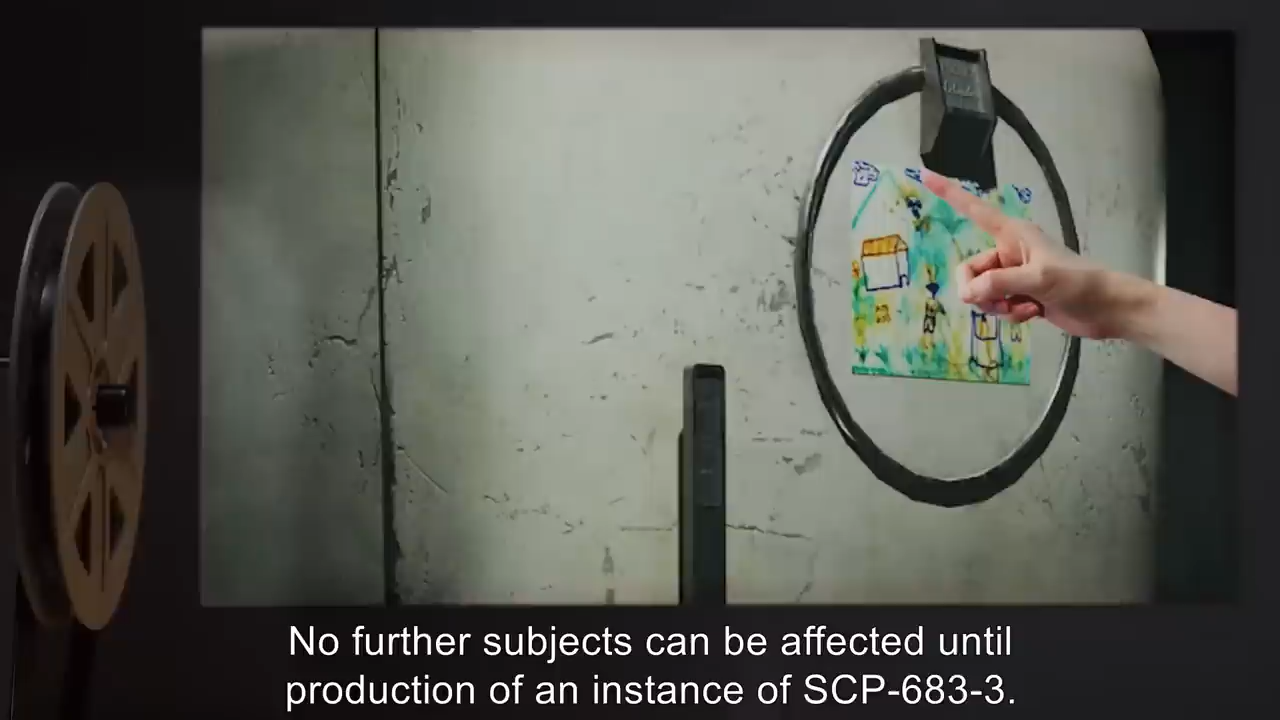 No further subjects can be affected until
production of an instance of SCP-683-3.